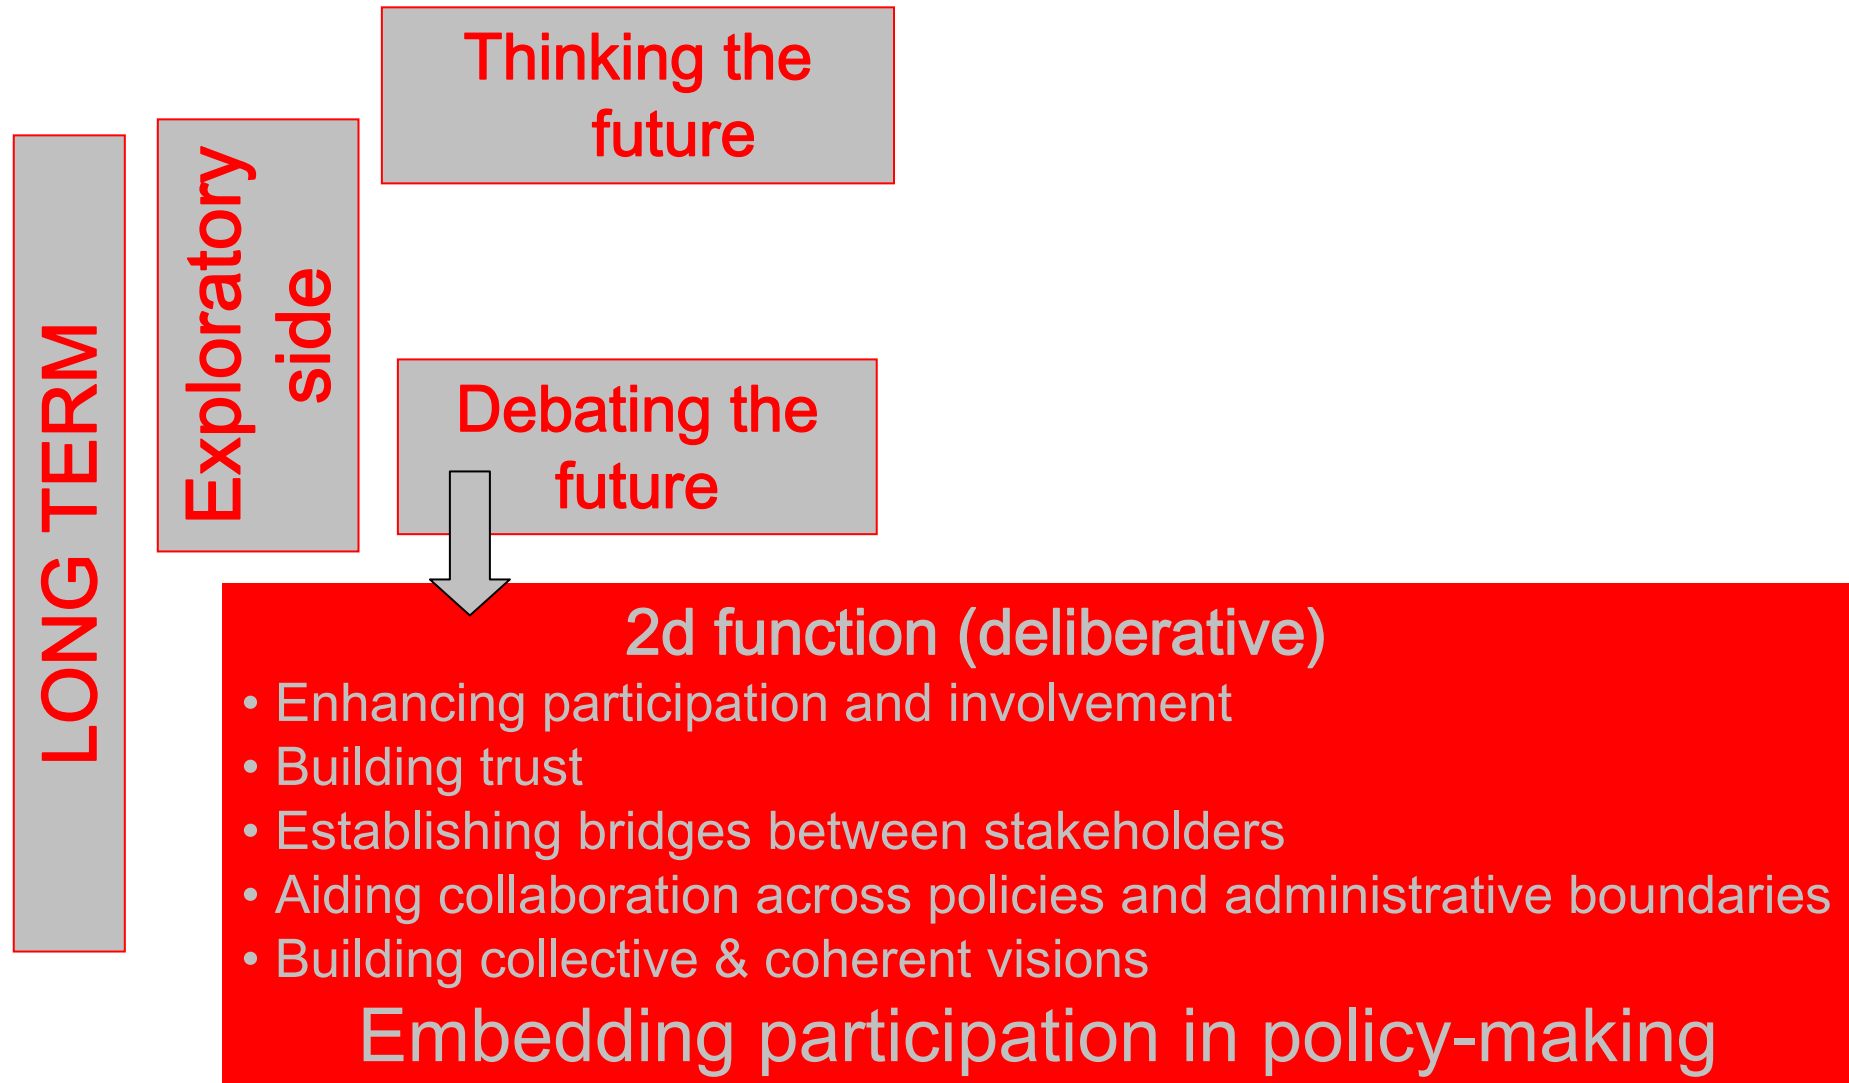 Thinking the
future
LONG TERM
Exploratory
side
Debating the
future
2d function (deliberative)
• Enhancing participation and involvement
• Building trust
• Establishing bridges between stakeholders
• Aiding collaboration across policies and administrative boundaries
• Building collective & coherent visions
Embedding participation in policy-making